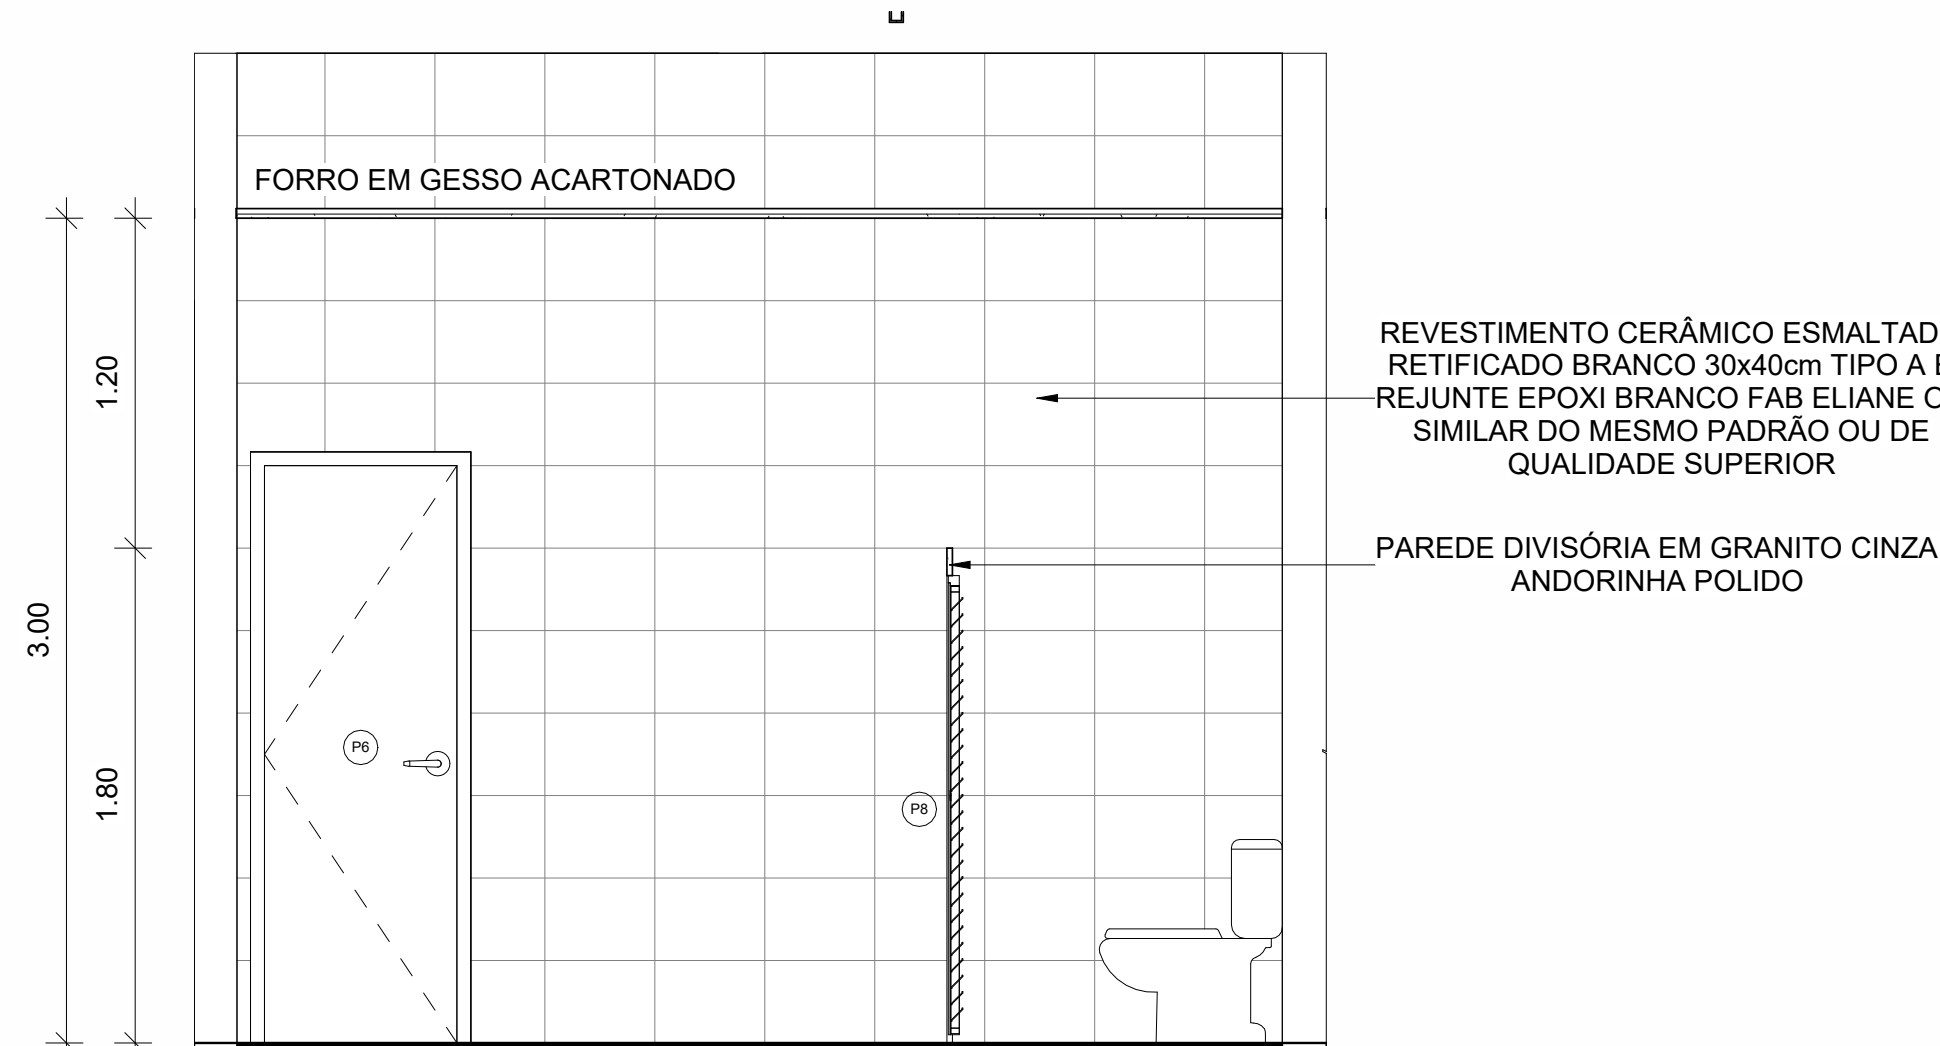 FORRO EM GESSO ACARTONADO
1.20
3.00
1.80
REVESTIMENTO CERÂMICO ESMALTAD
RETIFICADO BRANCO 30x40cm TIPO A E
REJUNTE EPOXI BRANCO FAB ELIANE O
SIMILAR DO MESMO PADRÃO OU DE
QUALIDADE SUPERIOR
PAREDE DIVISÓRIA EM GRANITO CINZA
ANDORINHA POLIDO
P6
P8